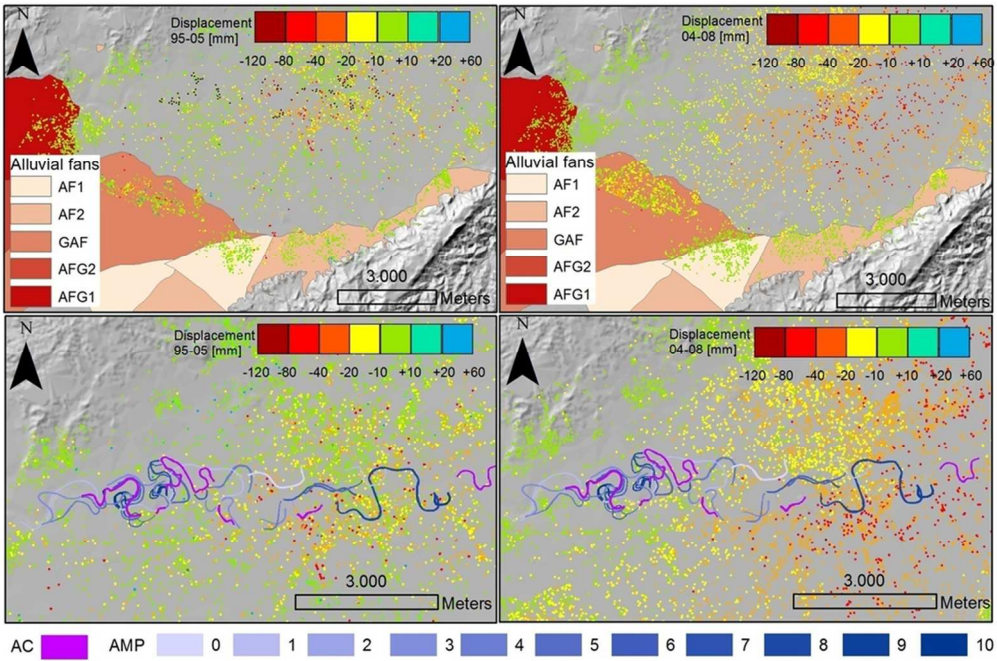 N
Displacement
95-05 [mm]
-120 -80 -40 -20 -10 +10 +20 +60
Alluvial fans
AF1
AF2
GAF
AFG2
AFG1
3.000
Meters
N
Displacement
04-08 [mm]
-120 -80 -40 -20 -10 +10 +20 +60
Alluvial fans
AF1
AF2
GAF
AFG2
AFG1
3.000
Meters
N
Displacement
95-05 [mm]
-120 -80 -40 -20 -10 +10 +20 +60
3.000
Meters
N
Displacement
04-08 [mm]
-120 -80 -40 -20 -10 +10 +20 +60
3.000
Meters
AC AMP 0 1 2 3 4 5 6 7 8 9 10